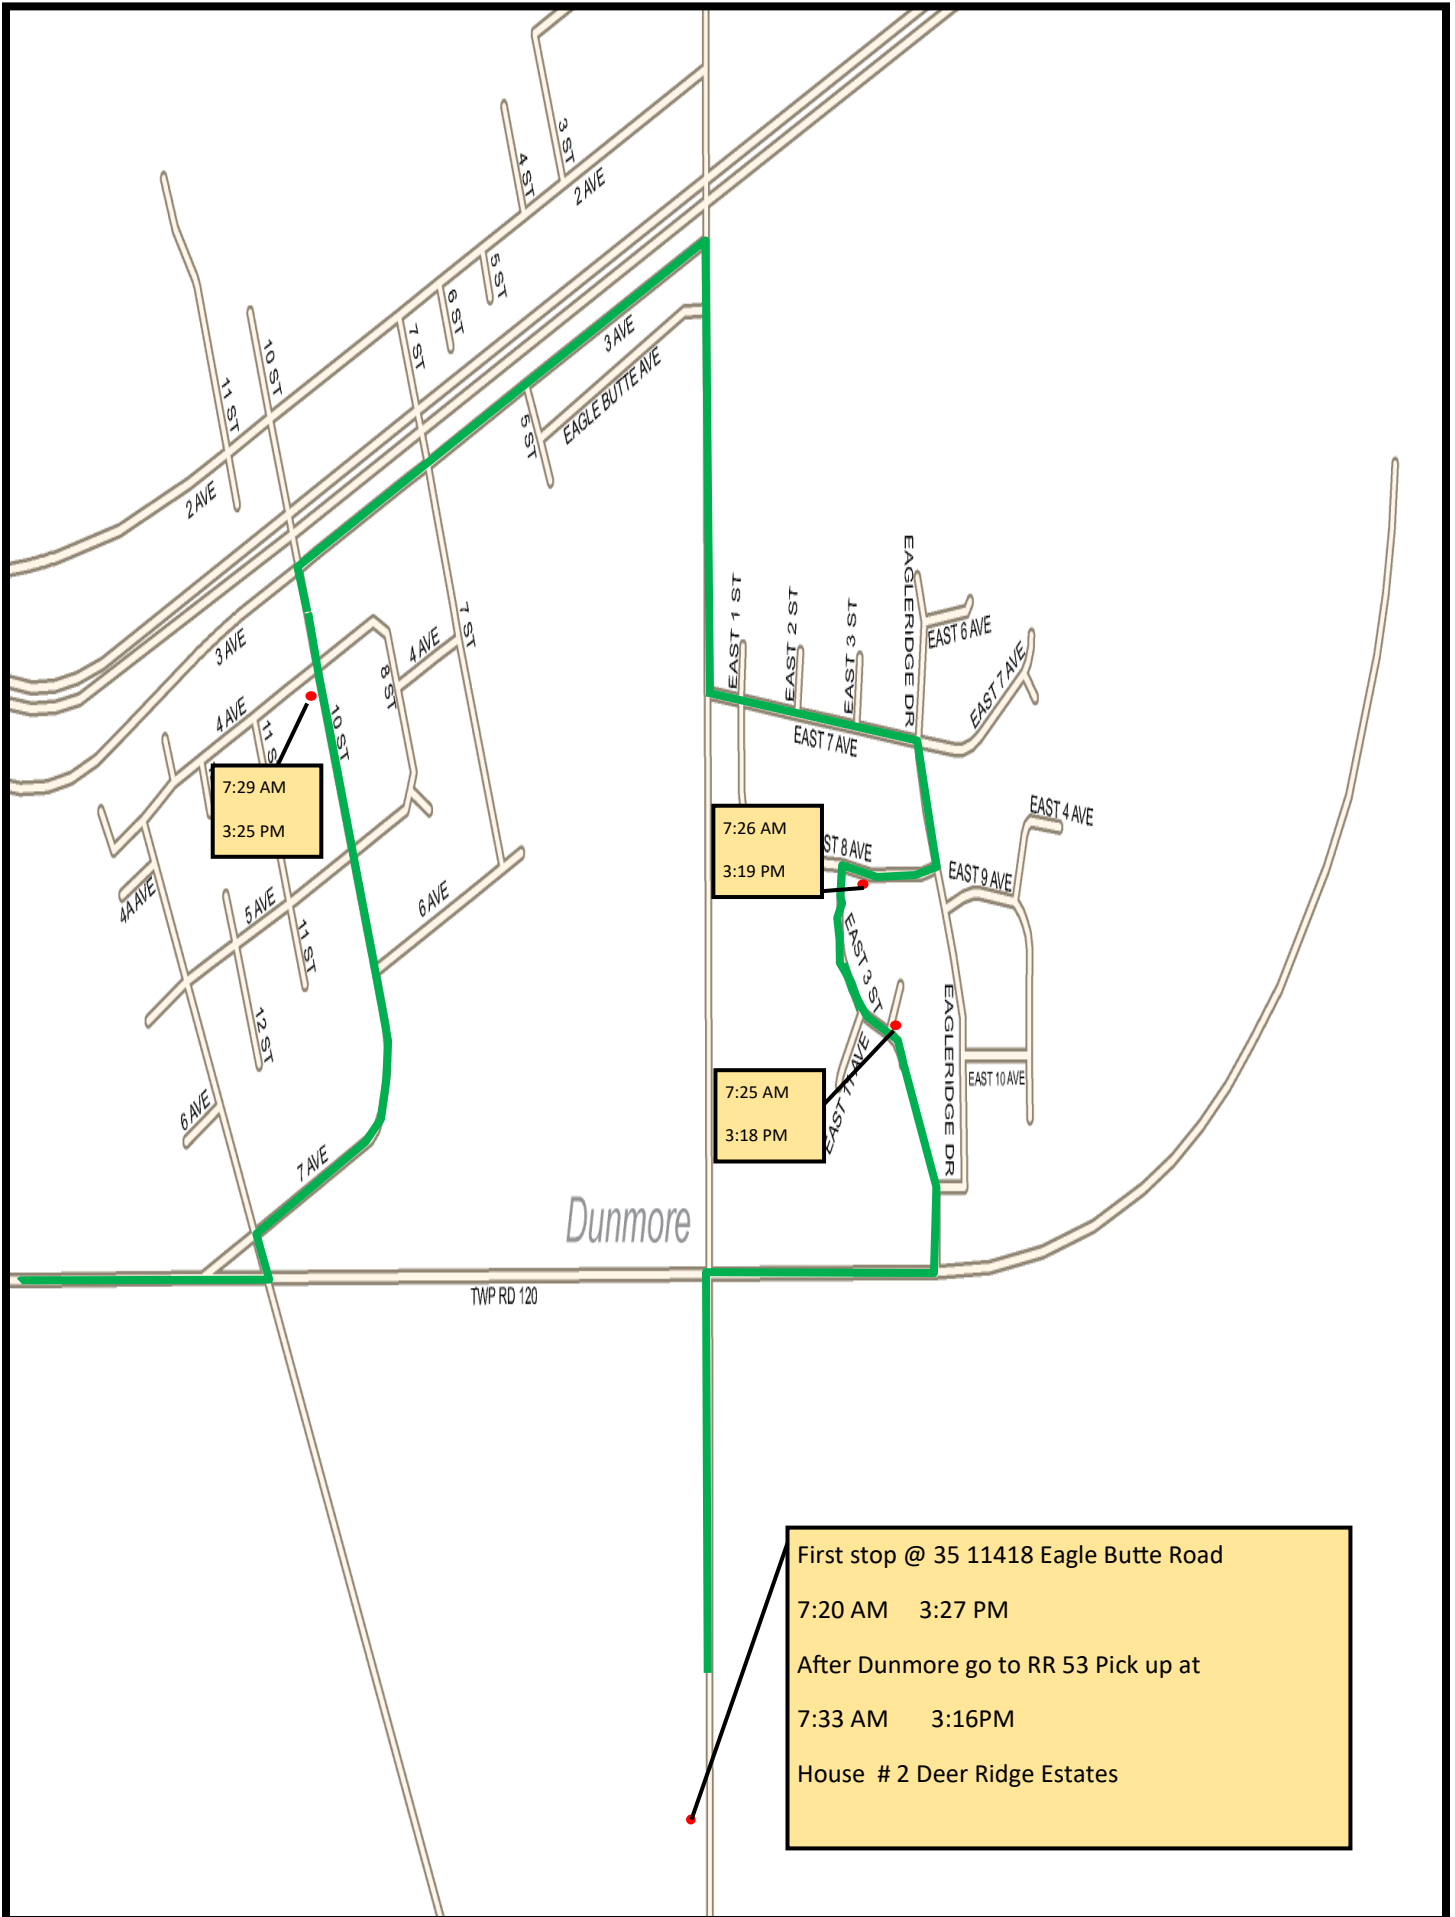 3 ST
4 ST
2 AVE
5 ST
6 ST
7 ST
3 AVE
10 ST
EAGLE BUTTE AVE
11 ST
5 ST
2 AVE
EAGLERIDGE DR
EAST 1 ST
EAST 2 ST
EAST 3 ST
EAST 6 AVE
7 ST
3 AVE
4 AVE
EAST 7 AVE
8 ST
4 AVE
11 S
10 ST
EAST 7 AVE
7:29 AM
3:25 PM
EAST 4 AVE
7:26 AM
3:19 PM
ST 8 AVE
EAST 9 AVE
4A AVE
5 AVE
6 AVE
11 ST
EAST 3 ST
12 ST
EAGLERIDGE DR
EAST 10 AVE
EAST 11 AVE
7:25 AM
3:18 PM
6 AVE
7 AVE
Dunmore
TWP RD 120
First stop @ 35 11418 Eagle Butte Road
7:20 AM 3:27 PM
After Dunmore go to RR 53 Pick up at
7:33 AM 3:16PM
House # 2 Deer Ridge Estates